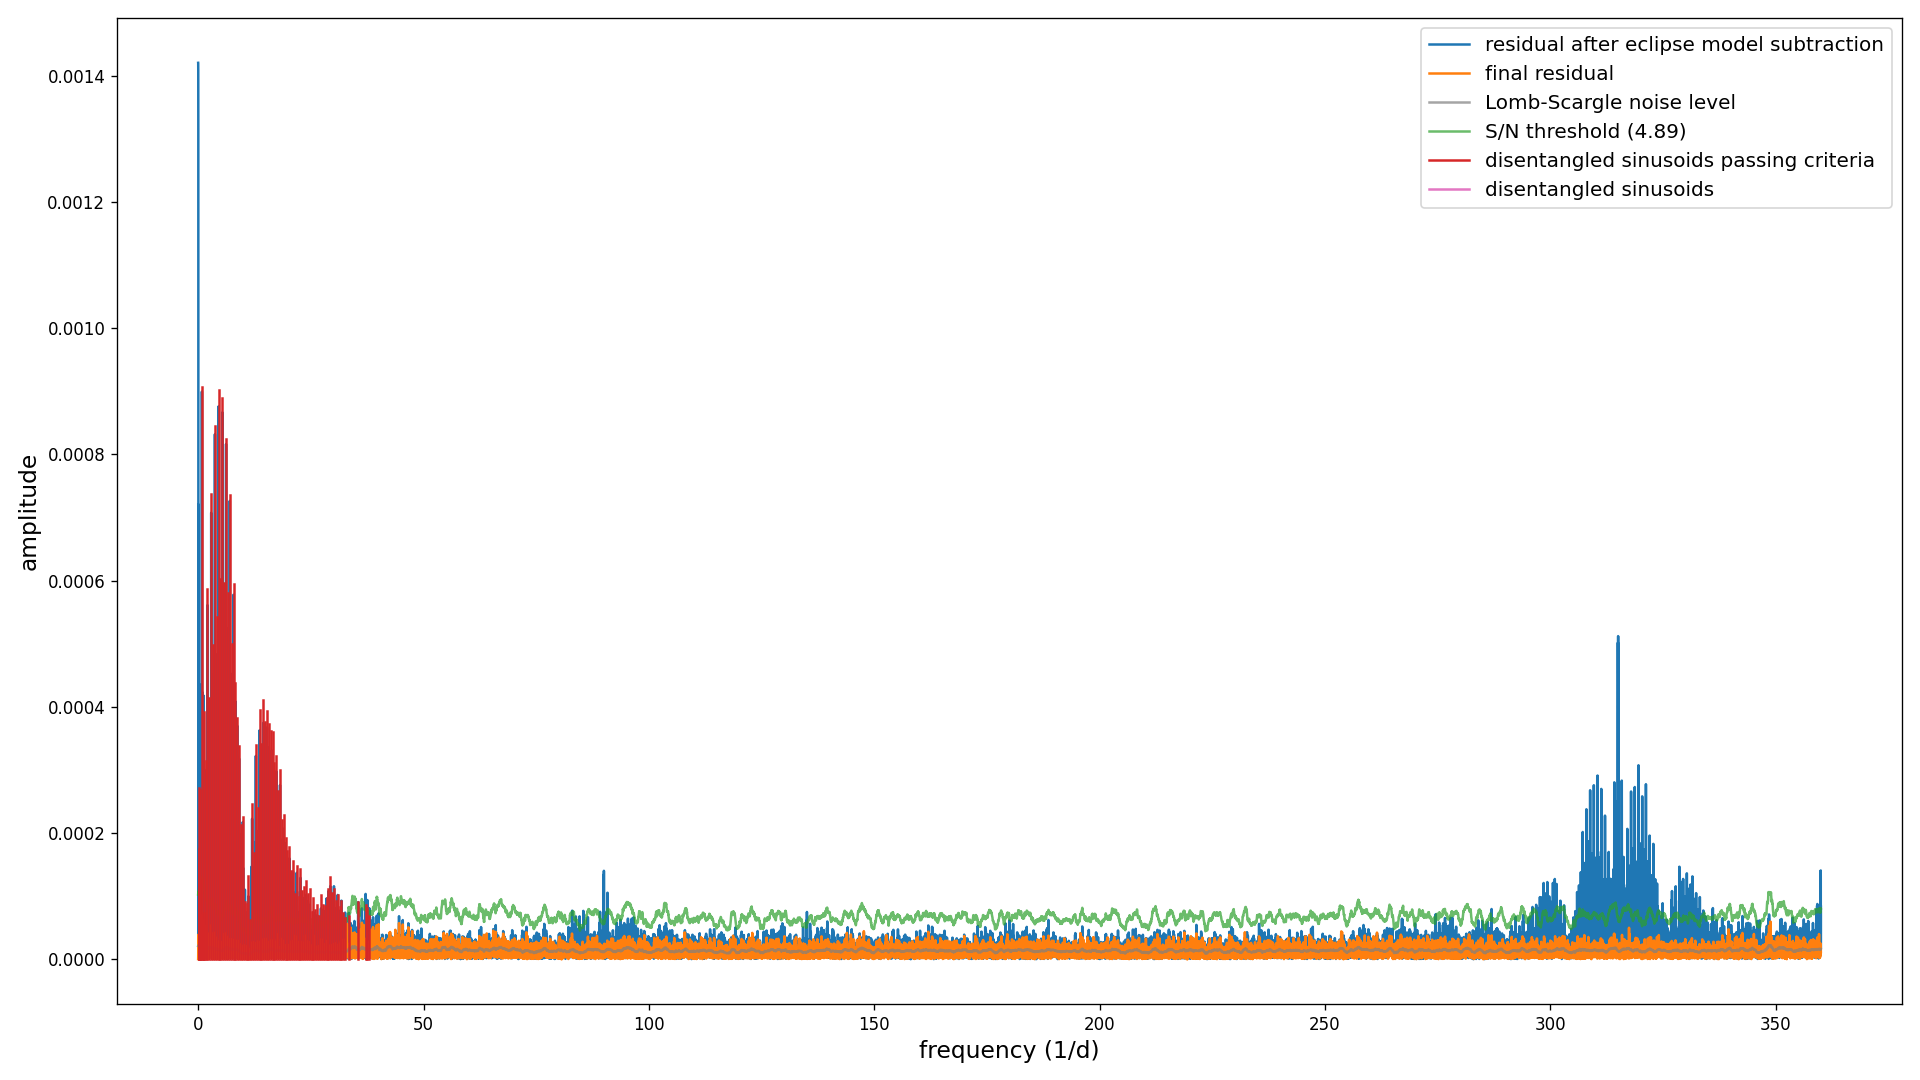 residual after eclipse model subtraction
final residual
Lomb-Scargle noise level
S/N threshold (4.89)
disentangled sinusoids passing criteria
disentangled sinusoids
0.0014
0.0012
0.0010
0.0008
0.0006
0.0004
0.0002
0.0000
amplitude
0 50 100 150 200 250 300 350
frequency (1/d)